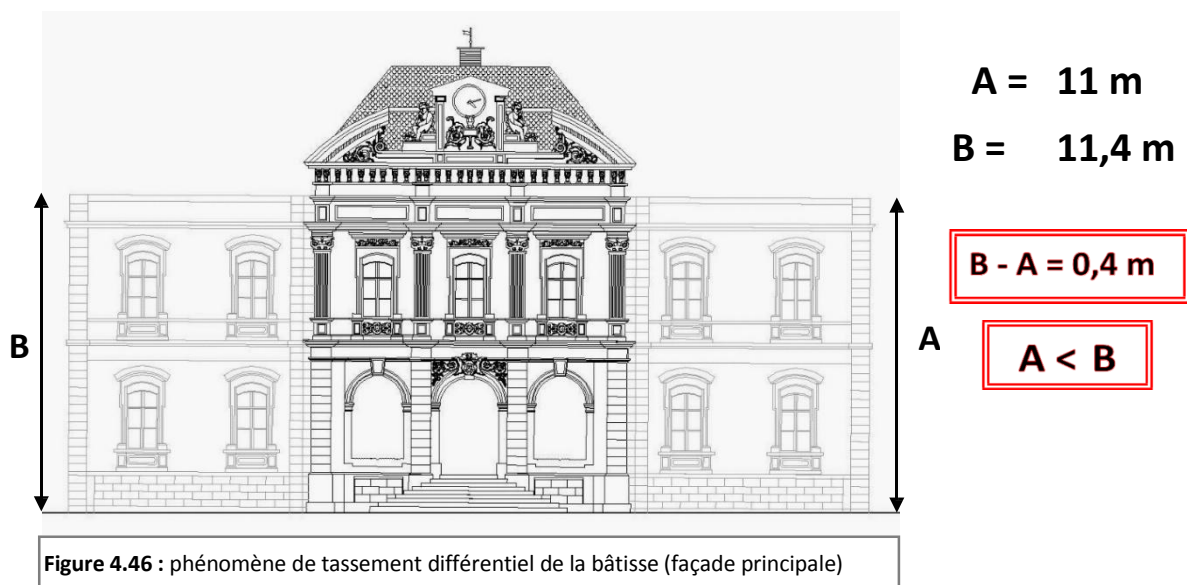 A = 11 m
B = 11,4 m
B - A = 0,4 m
A < B
B
A
Figure 4.46 : phénomène de tassement différentiel de la bâtisse (façade principale)